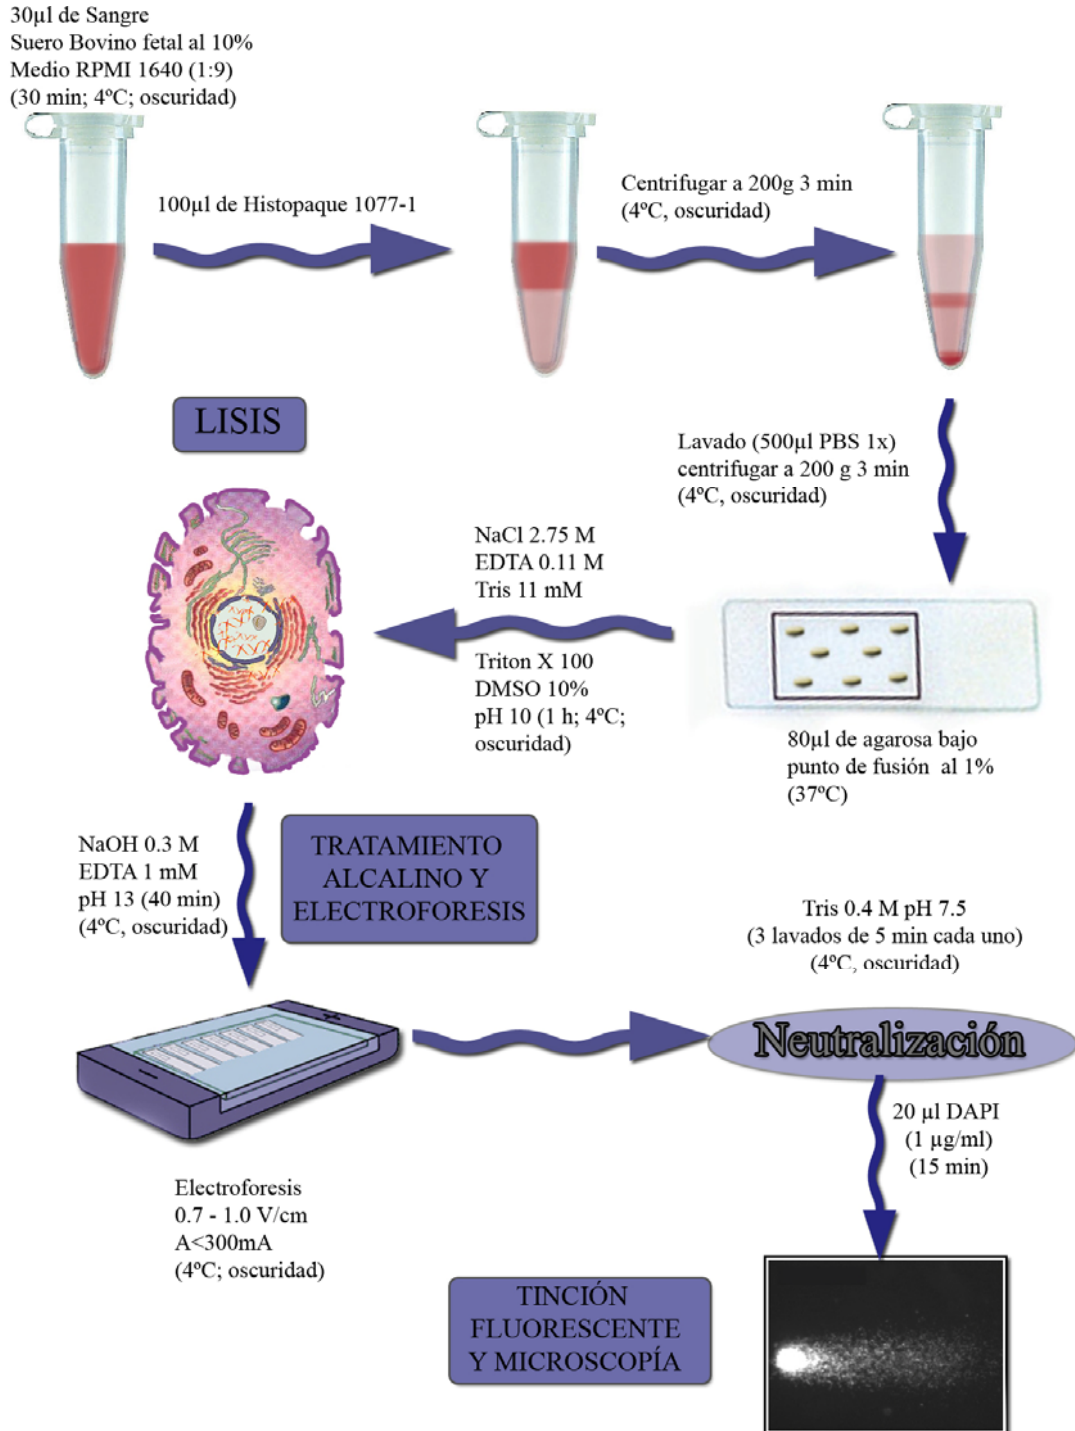 30µl de Sangre
Suero Bovino fetal al 10%
Medio RPMI 1640 (1:9)
(30 min; 4ºC; oscuridad)
100µl de Histopaque 1077-1
Centrifugar a 200g 3 min
(4ºC, oscuridad)
Lavado (500µl PBS 1x)
centrifugar a 200 g 3 min
(4ºC, oscuridad)
LISIS
NaCl 2.75 M
EDTA 0.11 M
Tris 11 mM
Triton X 100
DMSO 10%
pH 10 (1 h; 4ºC;
oscuridad)
80µl de agarosa bajo
punto de fusión al 1%
(37ºC)
NaOH 0.3 M
EDTA 1 mM
pH 13 (40 min)
(4ºC, oscuridad)
TRATAMIENTO
ALCALINO Y
ELECTROFORESIS
Tris 0.4 M pH 7.5
(3 lavados de 5 min cada uno)
(4ºC, oscuridad)
Neutralización
20 µl DAPI
(1 µg/ml)
(15 min)
Electroforesis
0.7 - 1.0 V/cm
A<300mA
(4ºC; oscuridad)
TINCIÓN
FLUORESCENTE
Y MICROSCOPÍA